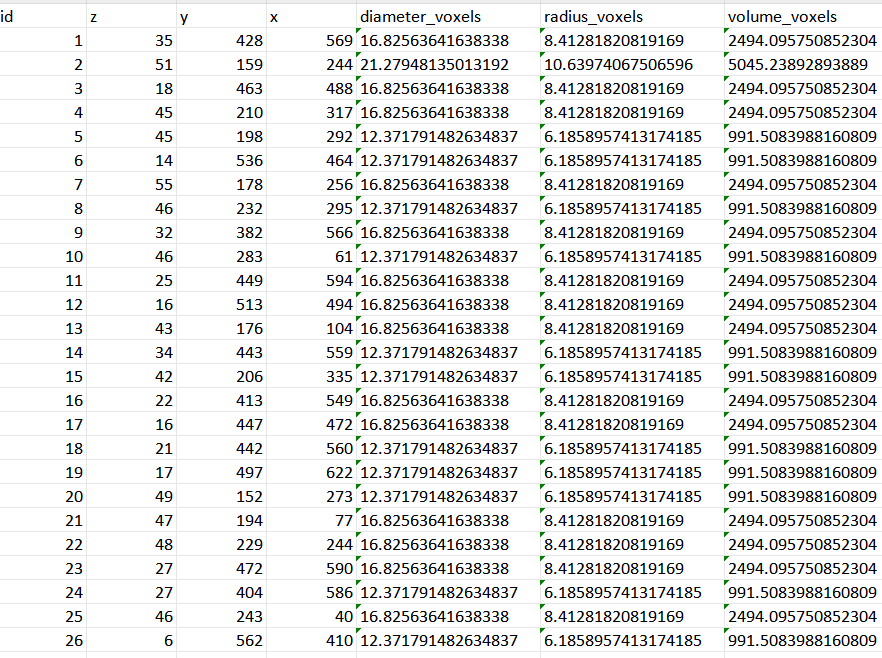 id z y x diameter_voxels radius_voxels volume_voxels
1 35 428 569 16.82563641638338 8.41281820819169 2494.095750852304
2 51 159 244 21.27948135013192 10.63974067506596 5045.23892893889
3 18 463 488 16.82563641638338 8.41281820819169 2494.095750852304
4 45 210 317 16.82563641638338 8.41281820819169 2494.095750852304
5 45 198 292 12.371791482634837 6.1858957413174185 991.5083988160809
6 14 536 464 12.371791482634837 6.1858957413174185 991.5083988160809
7 55 178 256 16.82563641638338 8.41281820819169 2494.095750852304
8 46 232 295 12.371791482634837 6.1858957413174185 991.5083988160809
9 32 382 566 16.82563641638338 8.41281820819169 2494.095750852304
10 46 283 61 12.371791482634837 6.1858957413174185 991.5083988160809
11 25 449 594 16.82563641638338 8.41281820819169 2494.095750852304
12 16 513 494 16.82563641638338 8.41281820819169 2494.095750852304
13 43 176 104 16.82563641638338 8.41281820819169 2494.095750852304
14 34 443 559 12.371791482634837 6.1858957413174185 991.5083988160809
15 42 206 335 12.371791482634837 6.1858957413174185 991.5083988160809
16 22 413 549 16.82563641638338 8.41281820819169 2494.095750852304
17 16 447 472 16.82563641638338 8.41281820819169 2494.095750852304
18 21 442 560 12.371791482634837 6.1858957413174185 991.5083988160809
19 17 497 622 12.371791482634837 6.1858957413174185 991.5083988160809
20 49 152 273 12.371791482634837 6.1858957413174185 991.5083988160809
21 47 194 77 16.82563641638338 8.41281820819169 2494.095750852304
22 48 229 244 16.82563641638338 8.41281820819169 2494.095750852304
23 27 472 590 16.82563641638338 8.41281820819169 2494.095750852304
24 27 404 586 12.371791482634837 6.1858957413174185 991.5083988160809
25 46 243 40 16.82563641638338 8.41281820819169 2494.095750852304
26 6 562 410 12.371791482634837 6.1858957413174185 991.5083988160809